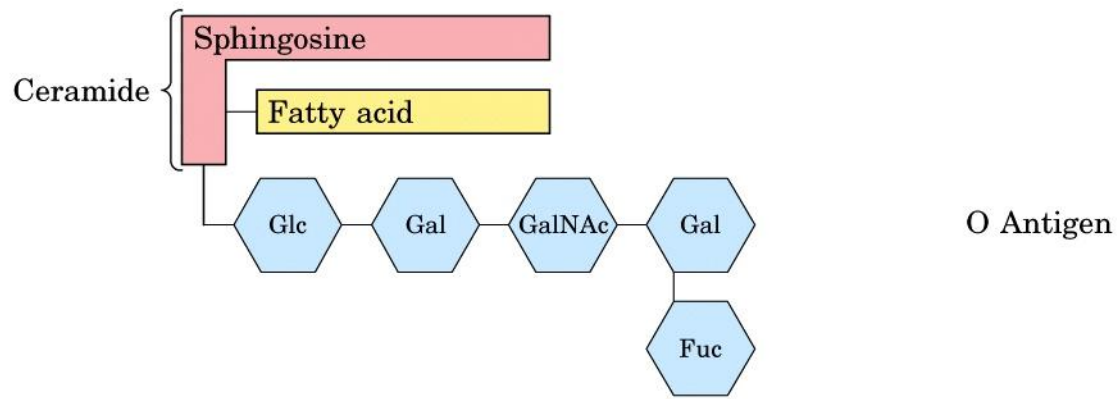 Sphingosine
Ceramide
Fatty acid
Glc Gal GalNAc Gal O Antigen
Fuc